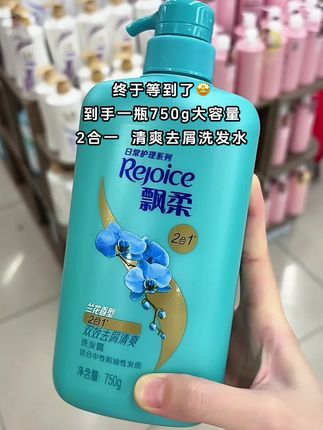 终于等到了🤩
到手一瓶750g大容量
2合一 清爽去屑洗发水
日常护理系列
Rejoice
飘柔
2合1+
兰花香型
2合1+
双效去屑清爽
洗发露
适合中性和油性发质
净含量:750g